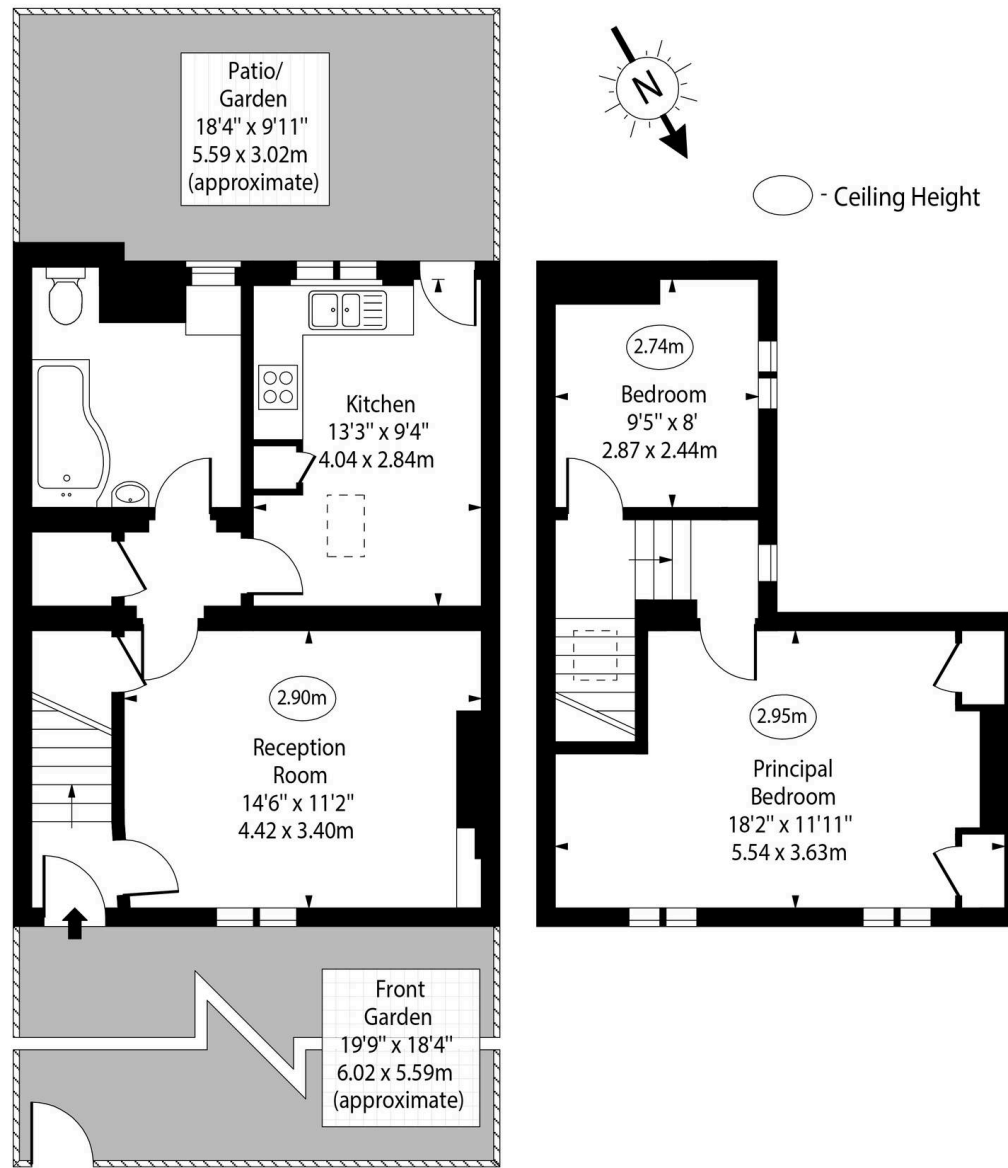 Patio/
Garden
18'4" x 9'11"
5.59 x 3.02m
(approximate)
N
- Ceiling Height
Kitchen
13'3" x 9'4"
4.04 x 2.84m
2.90m
Reception
Room
14'6" x 11'2"
4.42 x 3.40m
Front
Garden
19'9" x 18'4"
6.02 x 5.59m
(approximate)
2.74m
Bedroom
9'5" x 8'
2.87 x 2.44m
2.95m
Principal
Bedroom
18'2" x 11'11"
5.54 x 3.63m